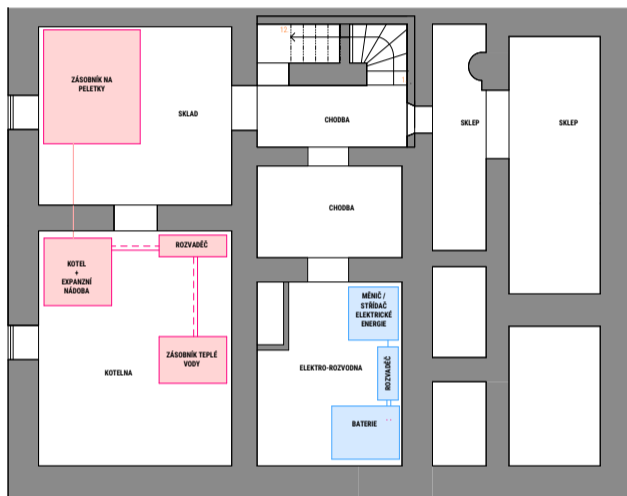 12
ZÁSOBNÍK NA
PELETKY
SKLAD
CHODBA
SKLEP
SKLEP
CHODBA
ROZVADĚČ
KOTEL
+
EXPANZNÍ
NÁDOBA
MĚNIČ /
STŘÍDAČ
ELEKTRICKÉ
ENERGIE
ZÁSOBNÍK TEPLÉ
VODY
KOTELNA
ELEKTRO-ROZVODNA
ROZVADĚČ
BATERIE